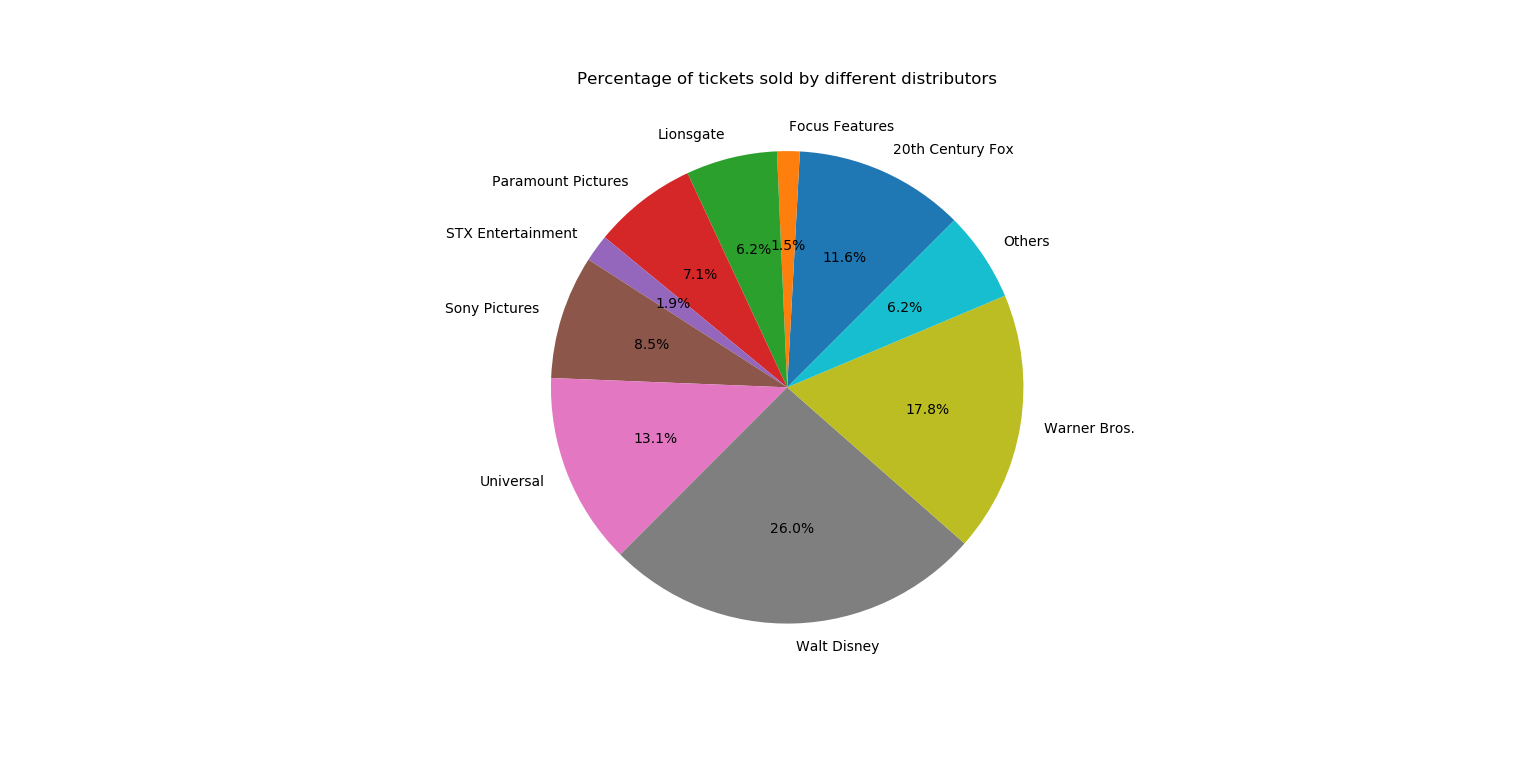 Percentage of tickets sold by different distributors
Focus Features
Lionsgate
20th Century Fox
Paramount Pictures
STX Entertainment
Others
Sony Pictures
Warner Bros.
Universal
Walt Disney
1.5%
6.2%
11.6%
7.1%
1.9%
6.2%
8.5%
17.8%
13.1%
26.0%